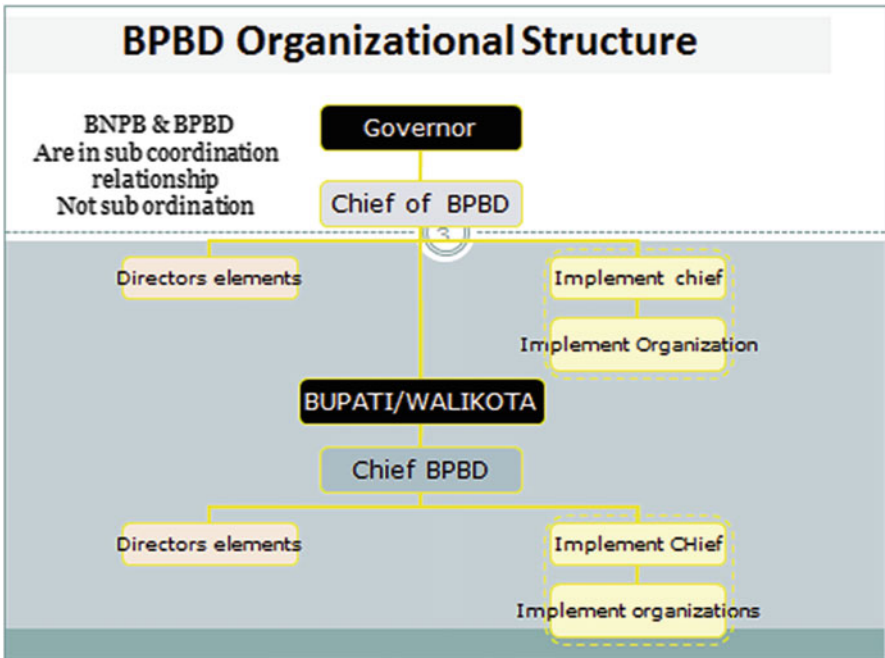 BPBD Organizational Structure
BNPB & BPBD
Are in sub coordination
relationship
Not sub ordination
Governor
Chief of BPBD
3
Directors elements
Implement chief
Implement Organization
BUPATI/WALIKOTA
Chief BPBD
Directors elements
Implement CHief
Implement organizations